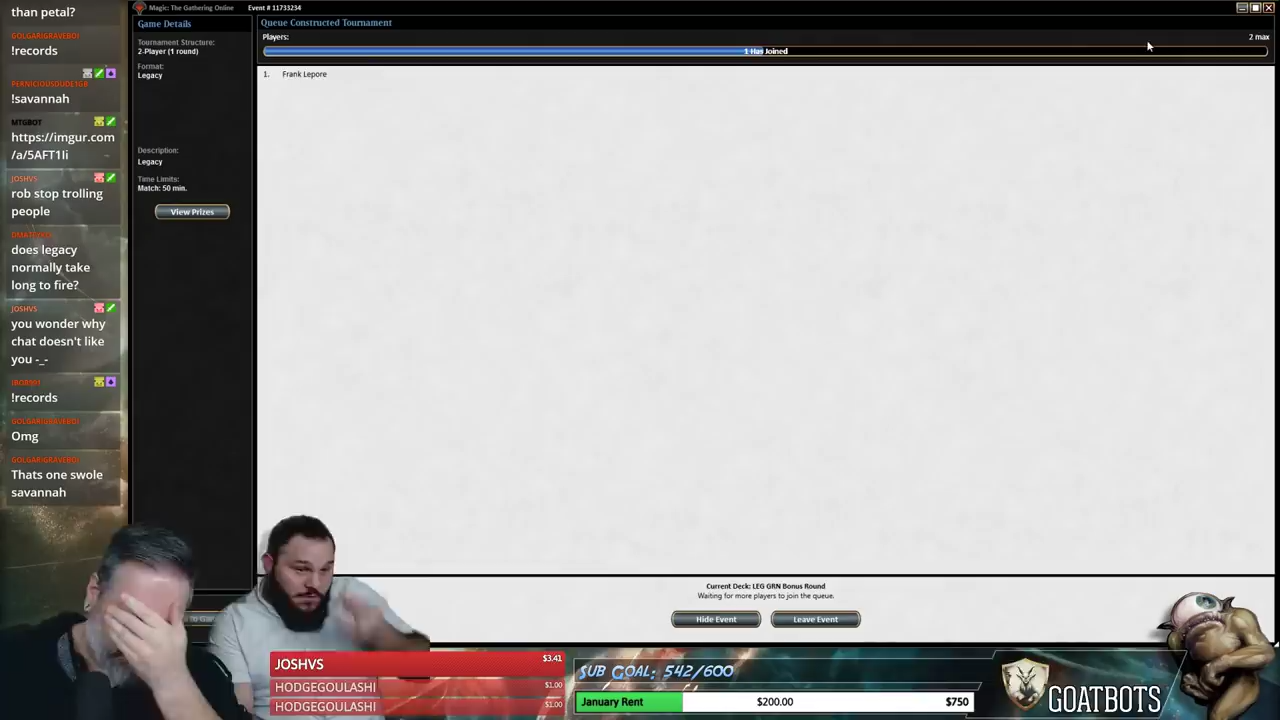 than petal?
GOLGARIGRAVEBOI
!records
PERNICIOUSDUDE1GB
!savannah
MTGBOT
https://imgur.com
/a/5AFT1Ii
JOSHVS
rob stop trolling
people
does legacy
normally take
long to fire?
JOSHVS
you wonder why
chat doesn't like
you -_-
!records
GOLGARIGRAVEBOI
Omg
GOLGARIGRAVEBOI
Thats one swole
savannah
Magic: The Gathering Online Event # 11733234
Game Details
Tournament Structure:
2-Player (1 round)
Format:
Legacy
Description:
Legacy
Time Limits:
Match: 50 min.
View Prizes
Queue Constructed Tournament
Players: 2 max
1 Has Joined
1. Frank Lepore
Current Deck: LEG GRN Bonus Round
Waiting for more players to join the queue.
Hide Event Leave Event
JOSHVS $3.41
HODGEGOULASHI $1.00
HODGEGOULASHI $1.00
SUB GOAL: 542/600
January Rent $200.00 $750
GOATBOTS